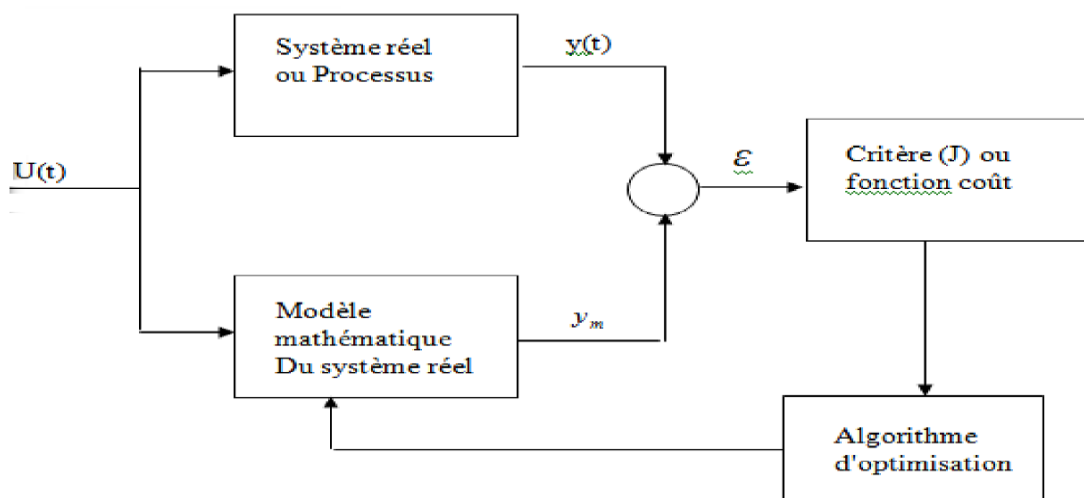 Système réel
ou Processus
y(t)
U(t)
ε
Critère (J) ou
fonction coût
Modèle
mathématique
Du système réel
y_m
Algorithme
d'optimisation